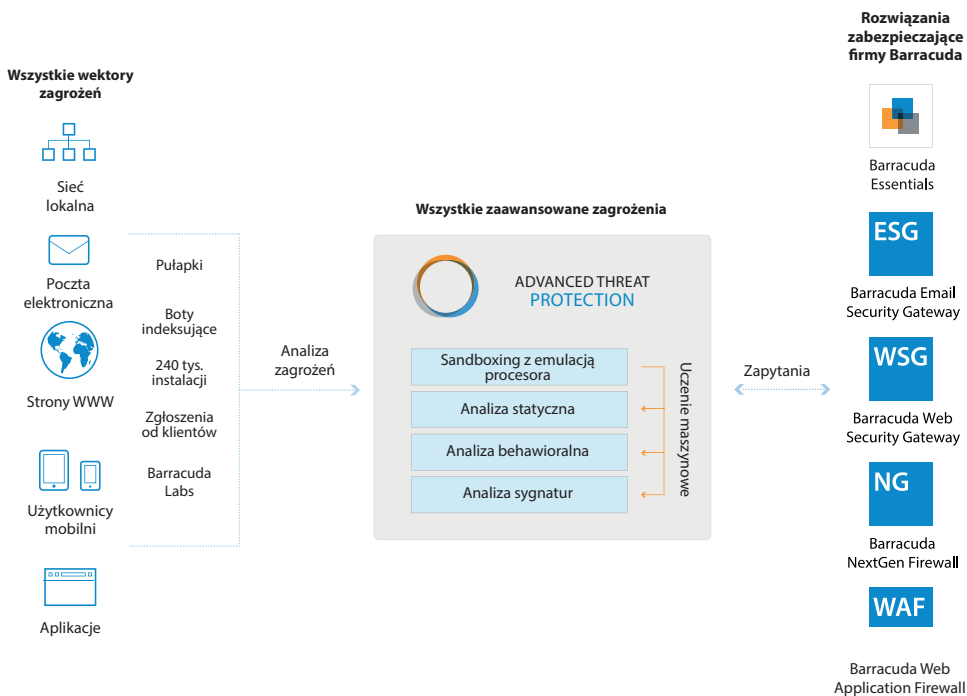 Wszystkie wektory
zagrożeń
Sieć
lokalna
Poczta
elektroniczna
Strony WWW
Użytkownicy
mobilni
Aplikacje
Pułapki
Boty
indeksujące
240 tys.
instalacji
Zgłoszenia
od klientów
Barracuda
Labs
Analiza
zagrożeń
Wszystkie zaawansowane zagrożenia
ADVANCED THREAT
PROTECTION
Sandboxing z emulacją
procesora
Analiza statyczna
Analiza behawioralna
Analiza sygnatur
Uczenie maszynowe
Zapytania
Rozwiązania
zabezpieczające
firmy Barracuda
Barracuda
Essentials
ESG
Barracuda Email
Security Gateway
WSG
Barracuda Web
Security Gateway
NG
Barracuda
NextGen Firewall
WAF
Barracuda Web
Application Firewall